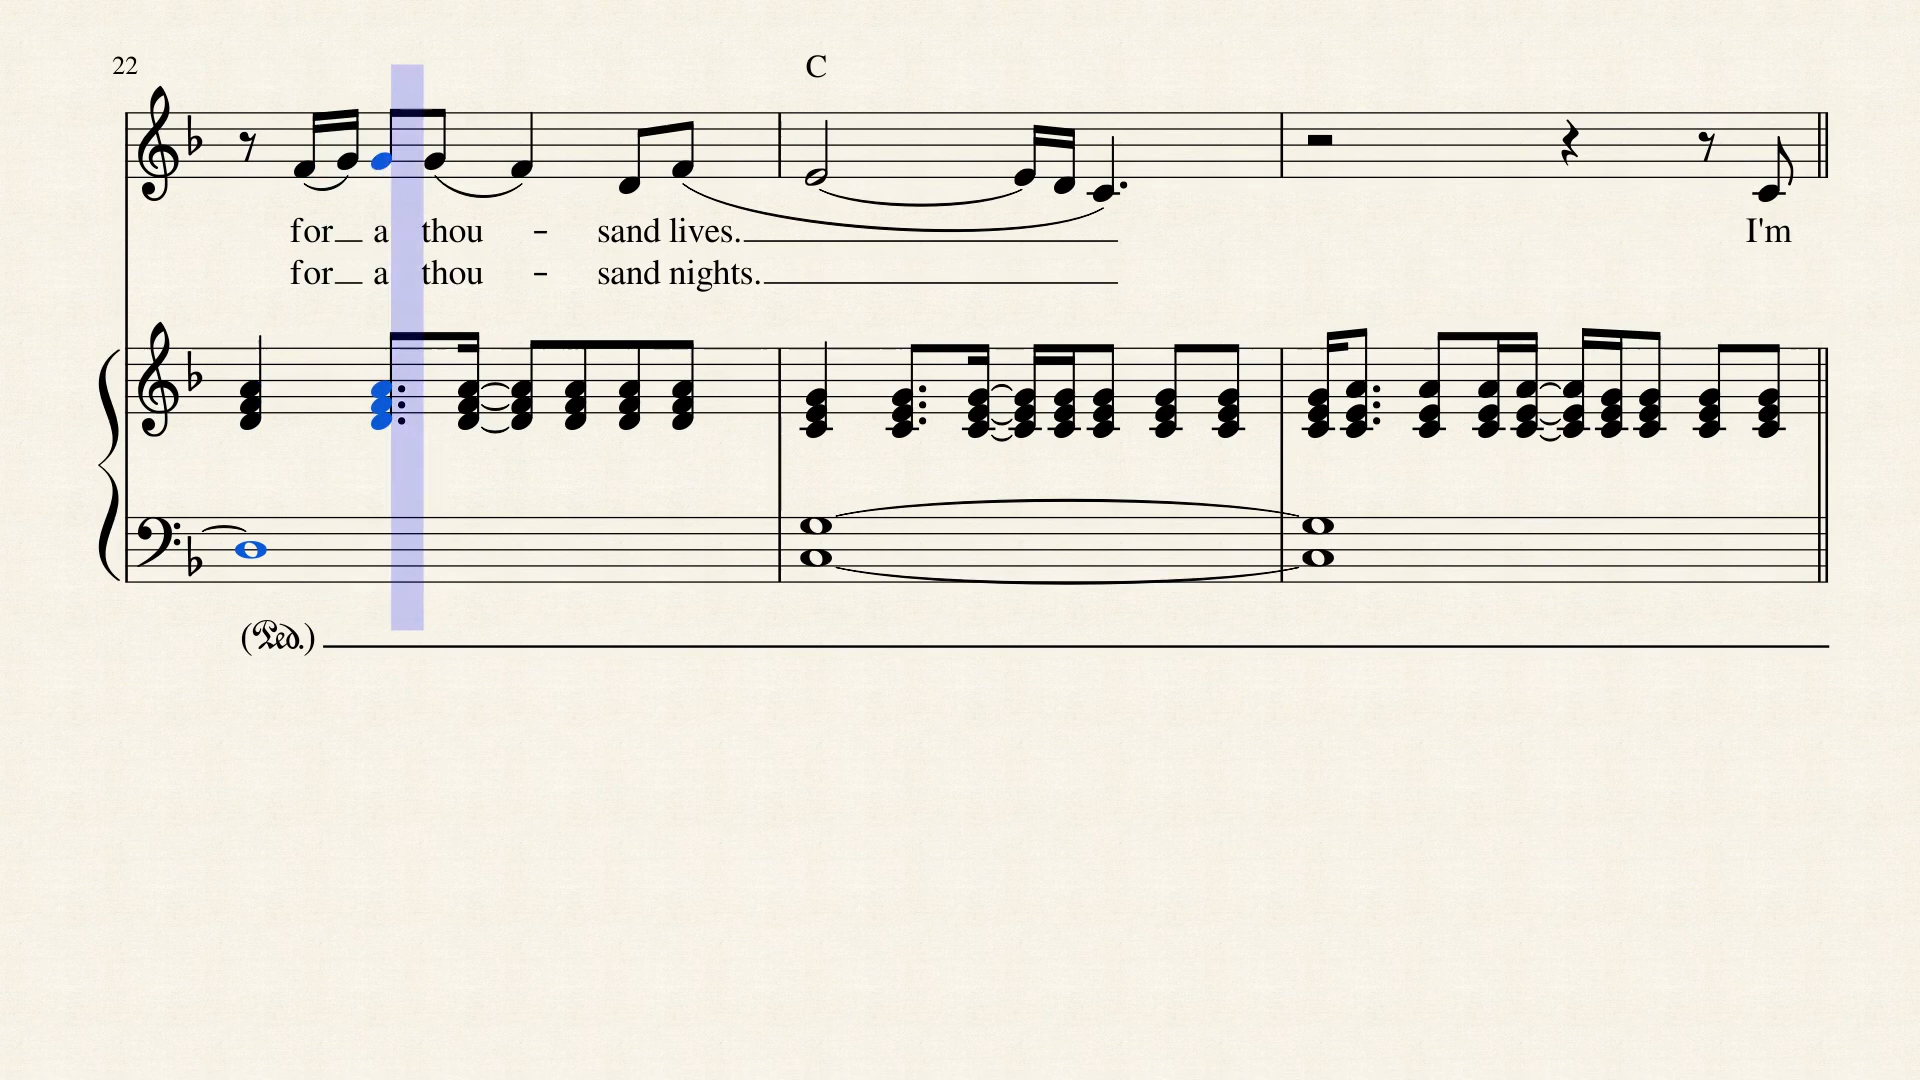 22
C
for a thou - sand lives. I'm
for a thou - sand nights.
(Ped.)